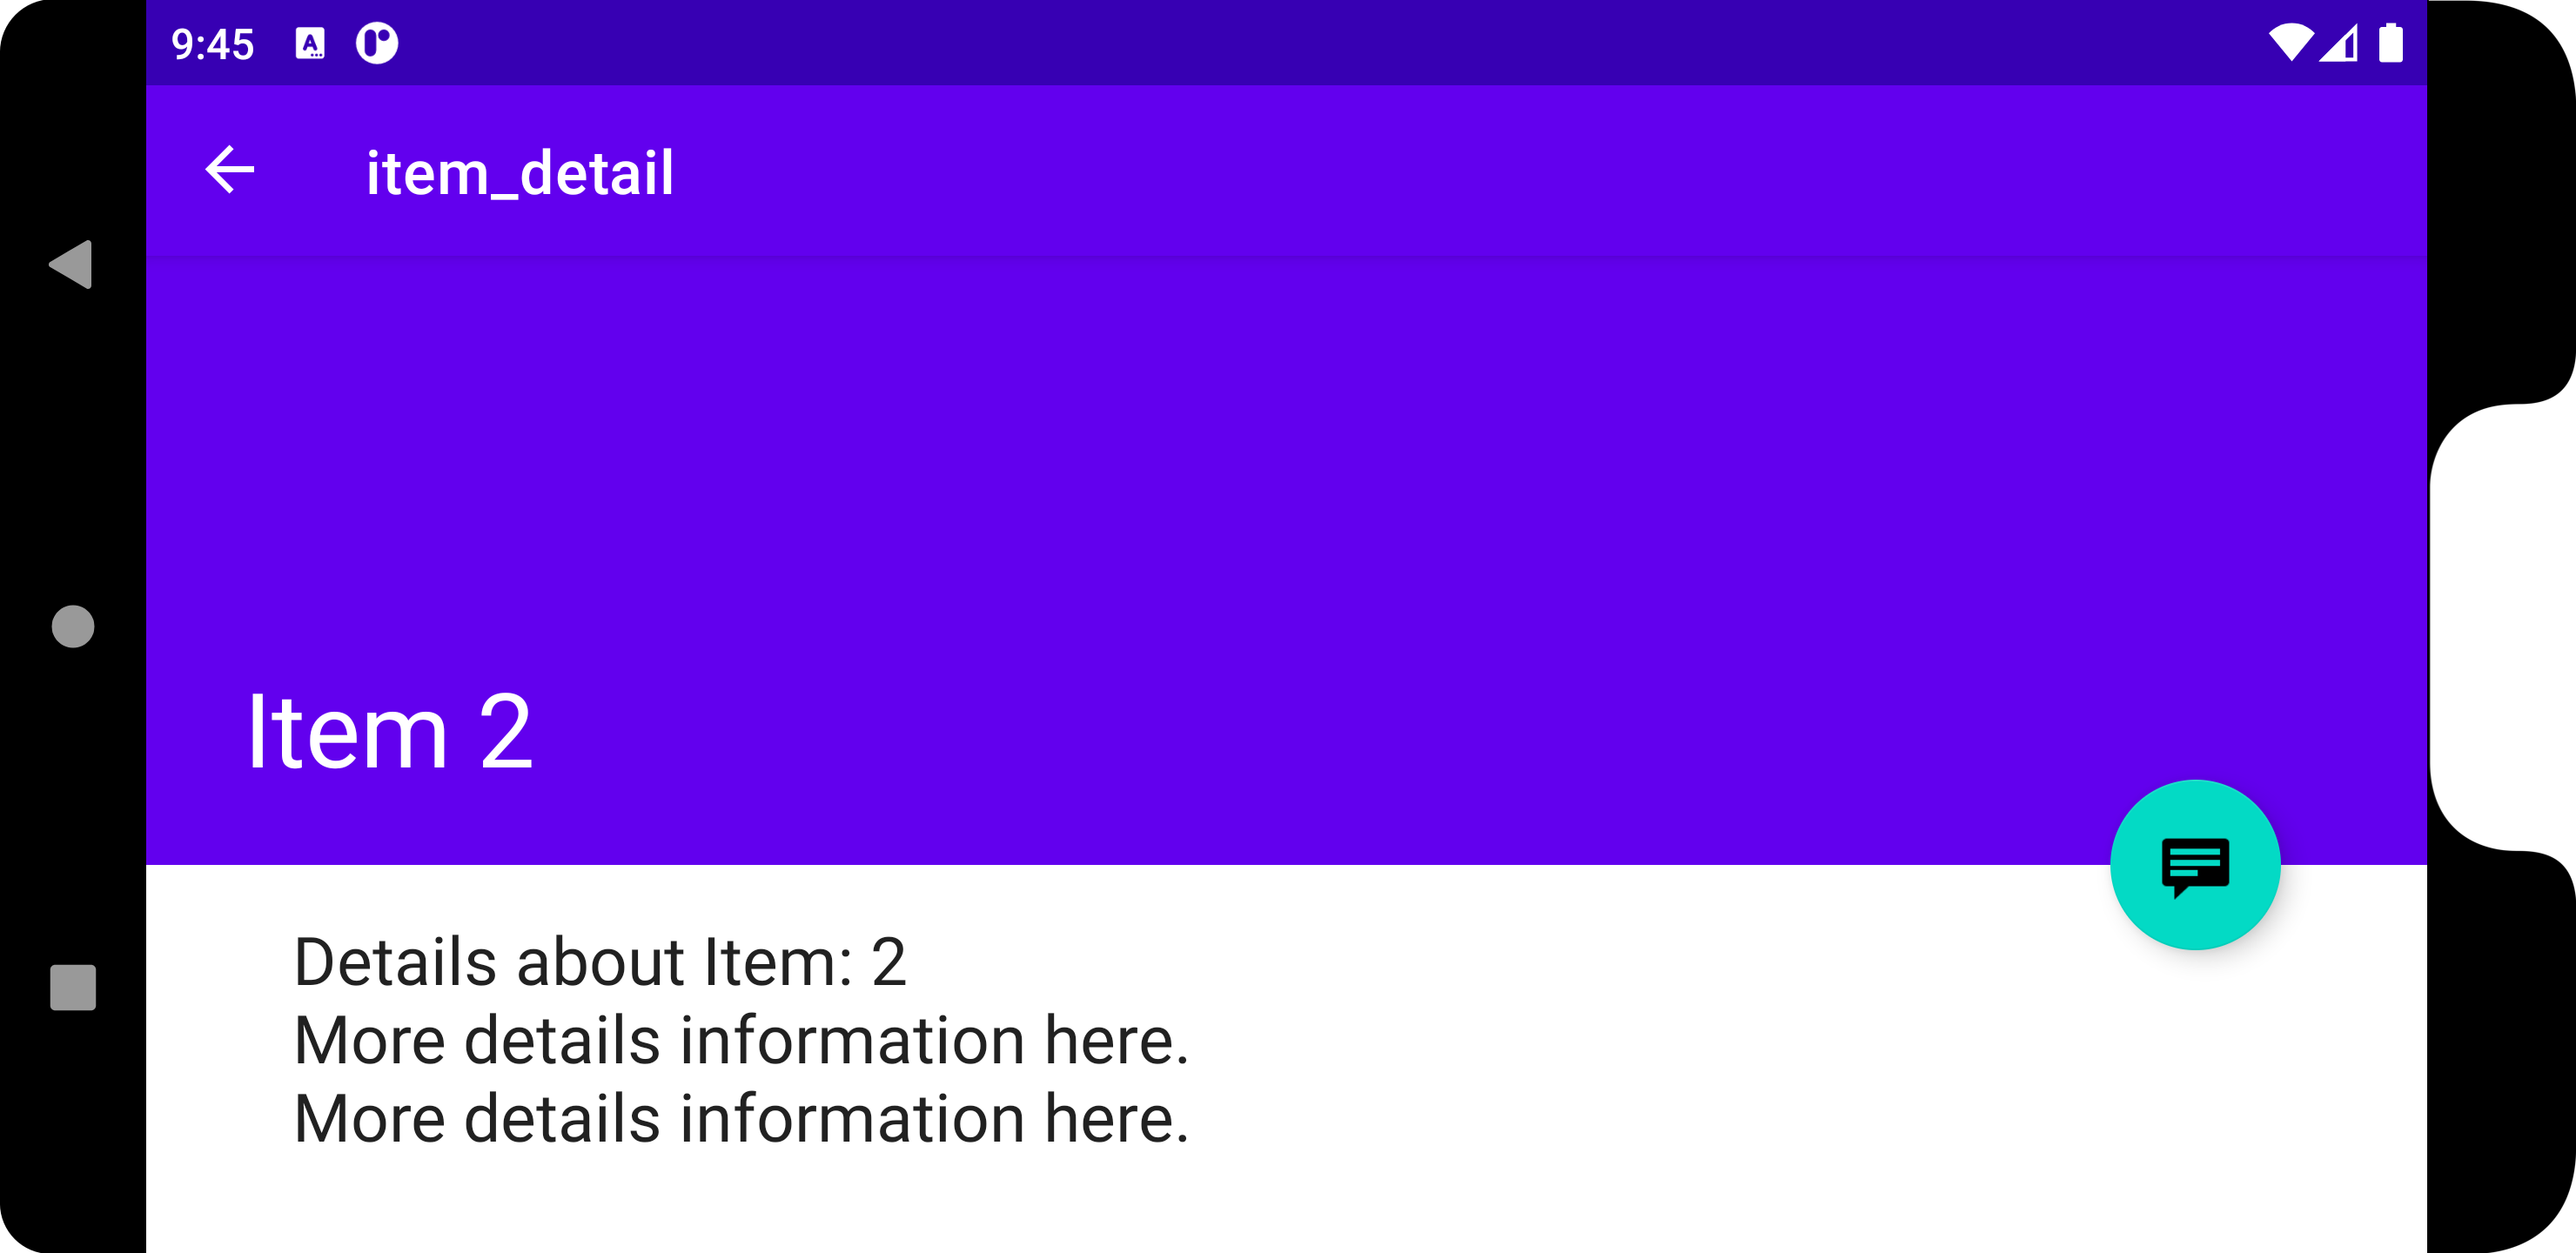 9:45
item_detail
Item 2
Details about Item: 2
More details information here.
More details information here.